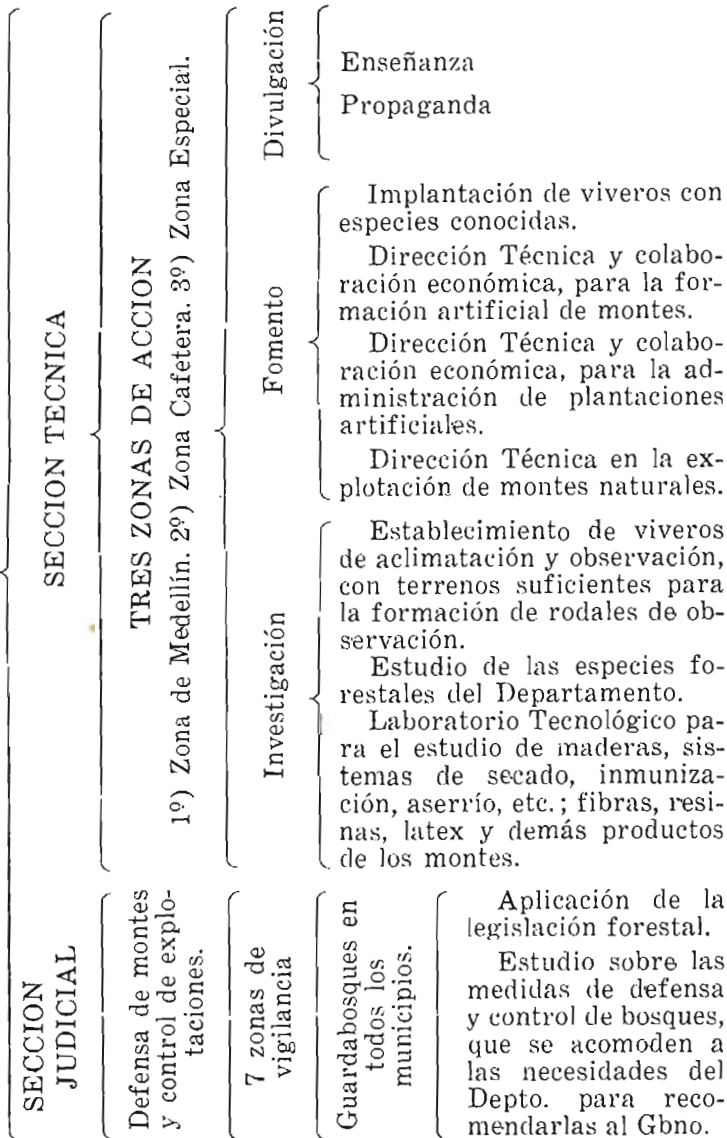 SECCION TECNICA
TRES ZONAS DE ACCION
1º) Zona de Medellín. 2º) Zona Cafetera. 3º) Zona Especial.
Divulgación
Enseñanza
Propaganda
Fomento
Implantación de viveros con
especies conocidas.
Dirección Técnica y colabo-
ración económica, para la for-
mación artificial de montes.
Dirección Técnica y colabo-
ración económica, para la ad-
ministración de plantaciones
artificiales.
Dirección Técnica en la ex-
plotación de montes naturales.
Investigación
Establecimiento de viveros
de aclimatación y observación,
con terrenos suficientes para
la formación de rodales de ob-
servación.
Estudio de las especies fo-
restales del Departamento.
Laboratorio Tecnológico pa-
ra el estudio de maderas, sis-
temas de secado, inmuniza-
ción, aserrío, etc.; fibras, resi-
nas, latex y demás productos
de los montes.
SECCION
JUDICIAL
Defensa de montes
y control de explo-
taciones.
7 zonas de
vigilancia
Guardabosques en
todos los
municipios.
Aplicación de la
legislación forestal.
Estudio sobre las
medidas de defensa
y control de bosques,
que se acomoden a
las necesidades del
Depto. para reco-
mendarlas al Gbno.